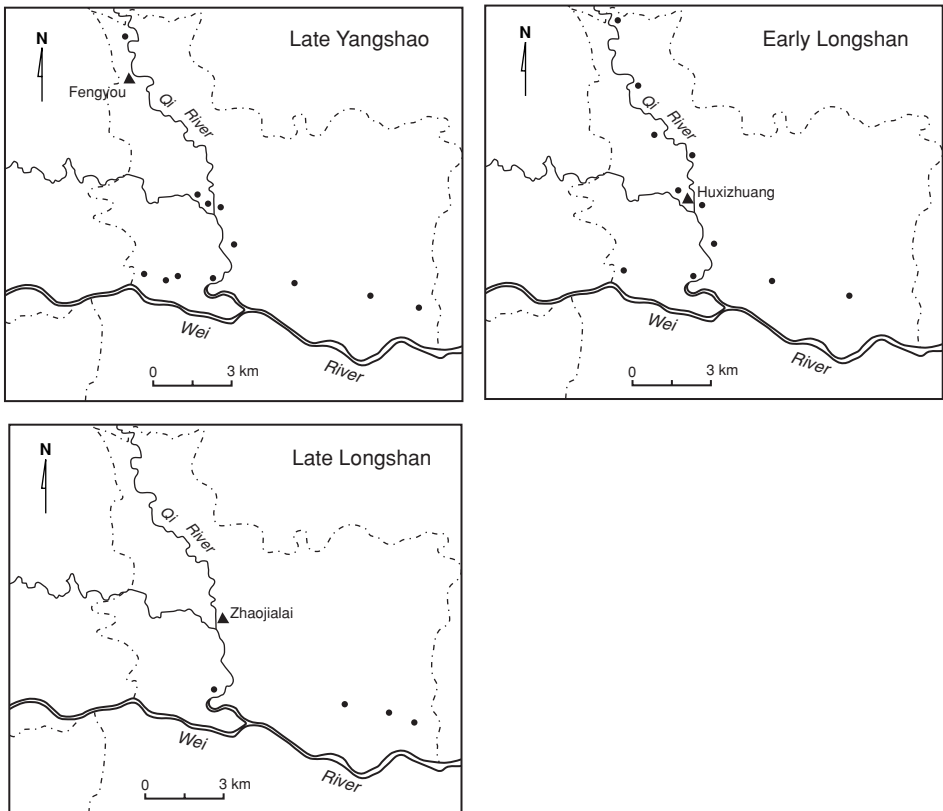 N
Late Yangshao
Fengyou
Qi River
Wei River
0 3 km
N
Early Longshan
Qi River
Huxizhuang
Wei River
0 3 km
N
Late Longshan
Qi River
Zhaojialai
Wei River
0 3 km